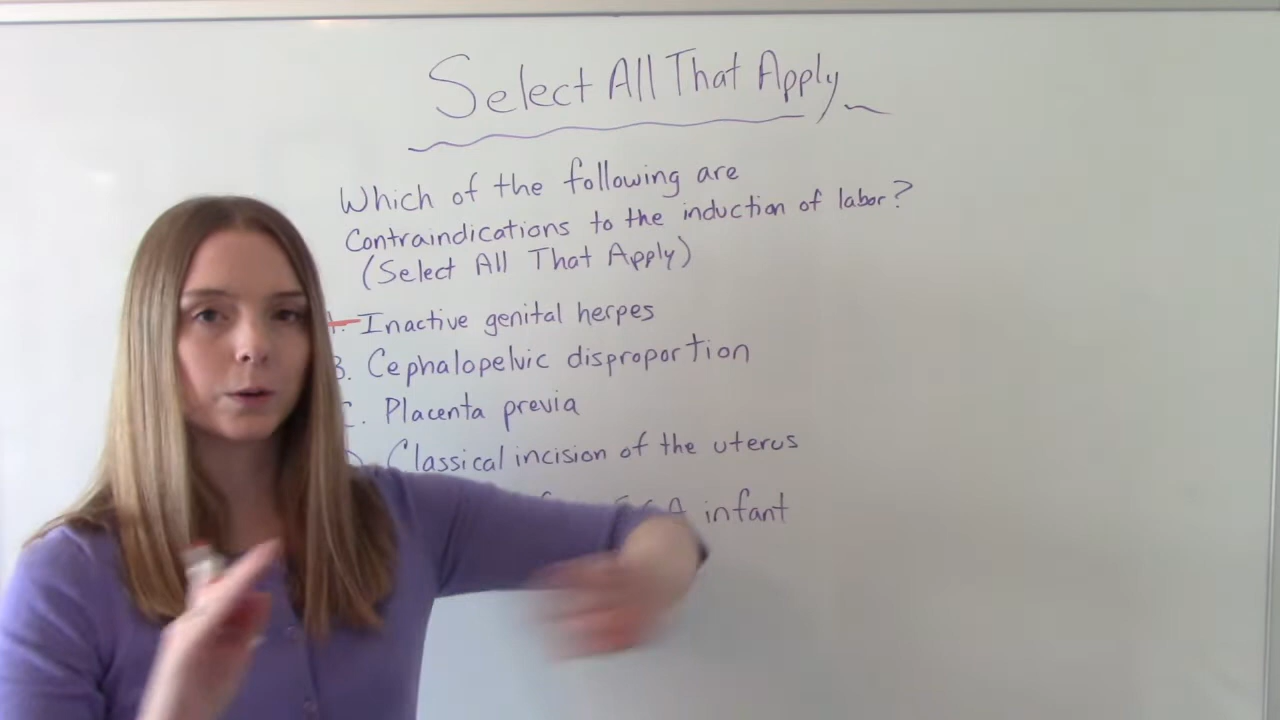 Select All That Apply
Which of the following are
Contraindications to the induction of labor?
(Select All That Apply)
Inactive genital herpes
B. Cephalopelvic disproportion
C. Placenta previa
Classical incision of the uterus
infant